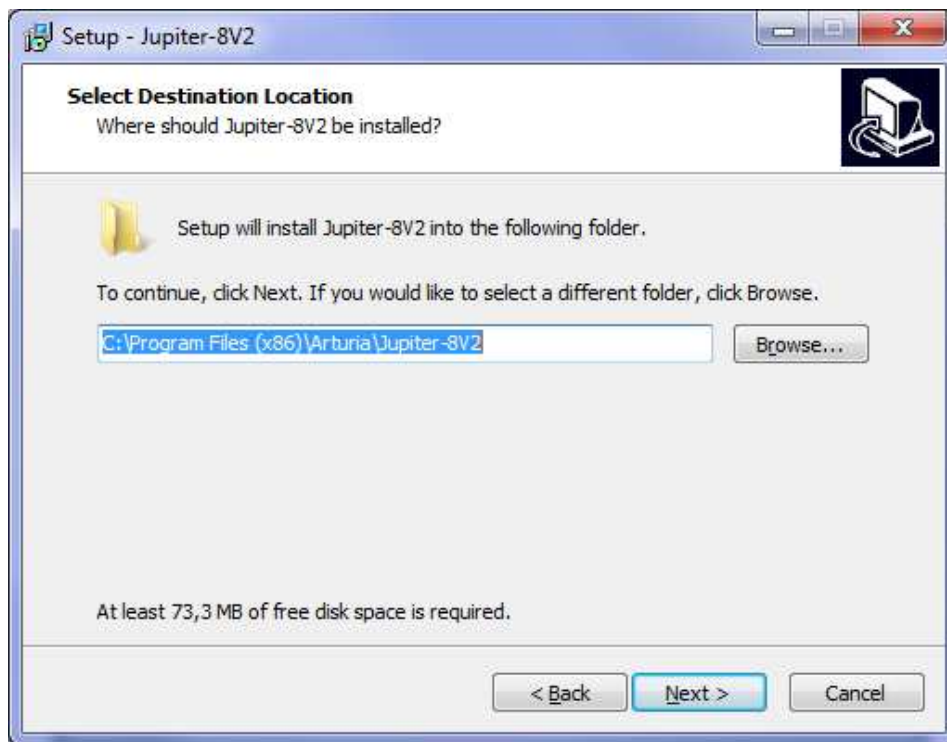 Setup - Jupiter-8V2
Select Destination Location
Where should Jupiter-8V2 be installed?
Setup will install Jupiter-8V2 into the following folder.
To continue, click Next. If you would like to select a different folder, click Browse.
C:\Program Files (x86)\Arturia\Jupiter-8V2
Browse...
At least 73,3 MB of free disk space is required.
< Back Next > Cancel